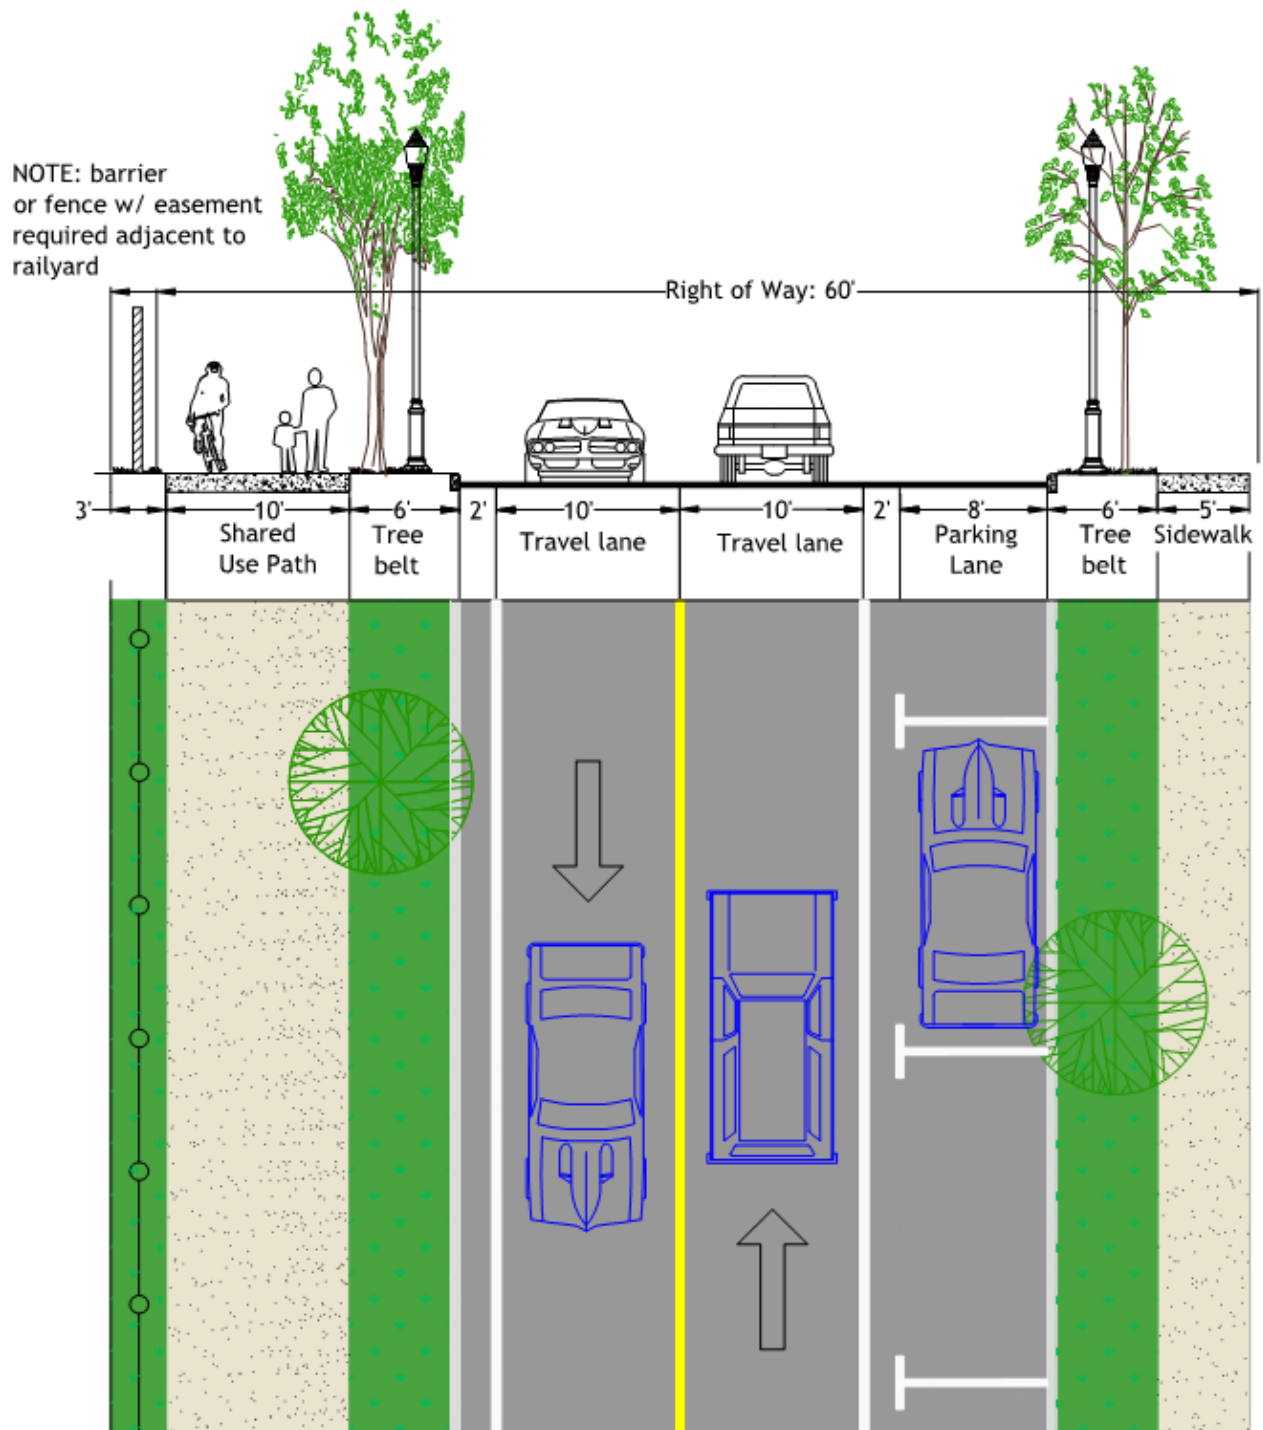 NOTE: barrier
or fence w/ easement
required adjacent to
railyard
Right of Way: 60'
3' 10' 6' 2' 10' 10' 2' 8' 6' 5'
Shared
Use Path
Tree
belt
Travel lane
Travel lane
Parking
Lane
Tree
belt
Sidewalk